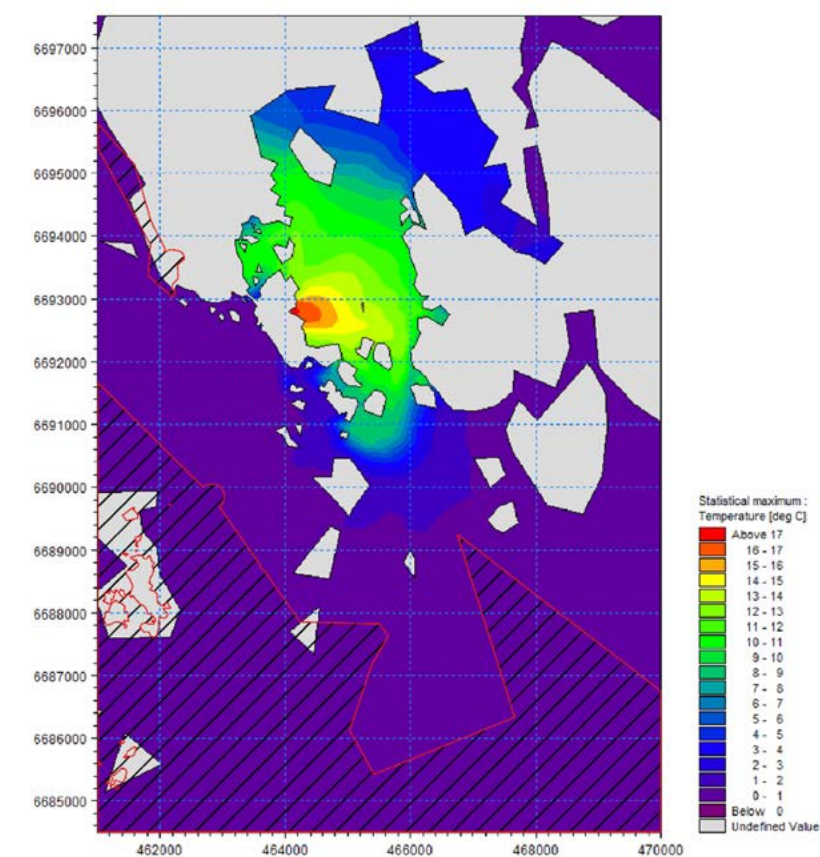 6697000
6696000
6695000
6694000
6693000
6692000
6691000
6690000
6689000
6688000
6687000
6686000
6685000
462000 464000 466000 468000 470000
Statistical maximum :
Temperature [deg C]
Above 17
16 - 17
15 - 16
14 - 15
13 - 14
12 - 13
11 - 12
10 - 11
9 - 10
8 - 9
7 - 8
6 - 7
5 - 6
4 - 5
3 - 4
2 - 3
1 - 2
0 - 1
Below 0
Undefined Value